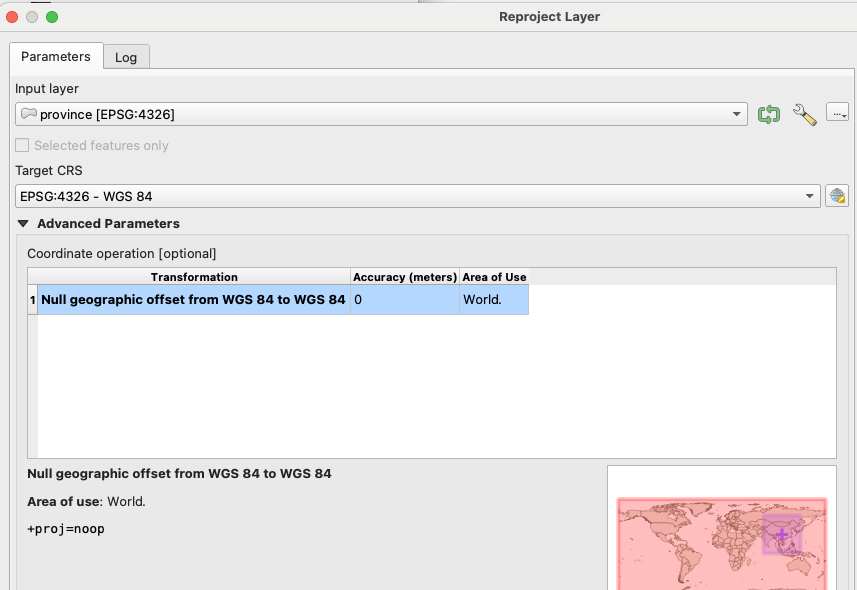 Reproject Layer
Parameters
Log
Input layer
province [EPSG:4326]
...
Selected features only
Target CRS
EPSG:4326 - WGS 84
Advanced Parameters
Coordinate operation [optional]
Transformation Accuracy (meters) Area of Use
1 Null geographic offset from WGS 84 to WGS 84 0 World.
Null geographic offset from WGS 84 to WGS 84
Area of use: World.
+proj=noop